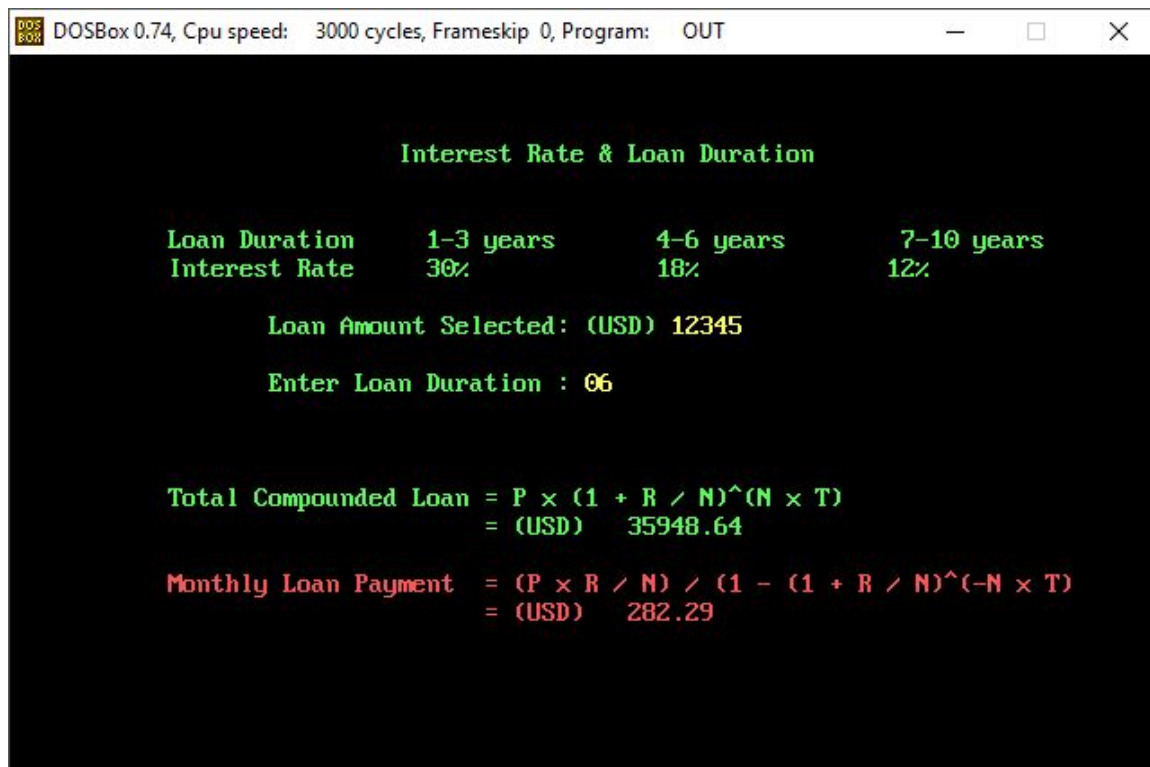 DOS BOX DOSBox 0.74, Cpu speed: 3000 cycles, Frameskip 0, Program: OUT
Interest Rate & Loan Duration
Loan Duration 1-3 years 4-6 years 7-10 years
Interest Rate 30% 18% 12%
Loan Amount Selected: (USD) 12345
Enter Loan Duration : 06
Total Compounded Loan = P x (1 + R / N)^(N x T)
= (USD) 35948.64
Monthly Loan Payment = (P x R / N) / (1 - (1 + R / N)^(-N x T)
= (USD) 282.29